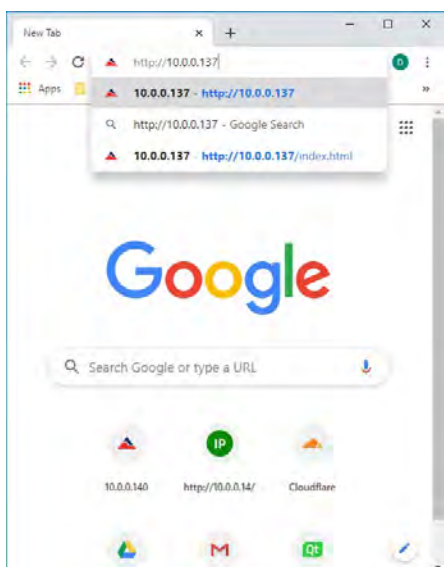 New Tab
http://10.0.0.137
Apps
10.0.0.137 - http://10.0.0.137
http://10.0.0.137 - Google Search
10.0.0.137 - http://10.0.0.137/index.html
Google
Search Google or type a URL
IP
10.0.0.140 http://10.0.0.14/ Cloudflare
Qt